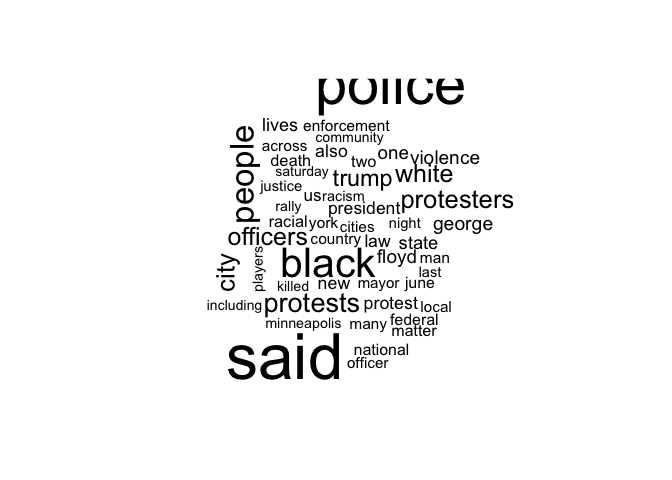 police
lives enforcement
community
people
across also one violence
death two
saturday trump white
justice us racism
rally president protesters
racial york cities night george
officers country law state
city players black floyd man
last
killed new mayor june
including protests protest local
minneapolis many federal
matter
said national
officer